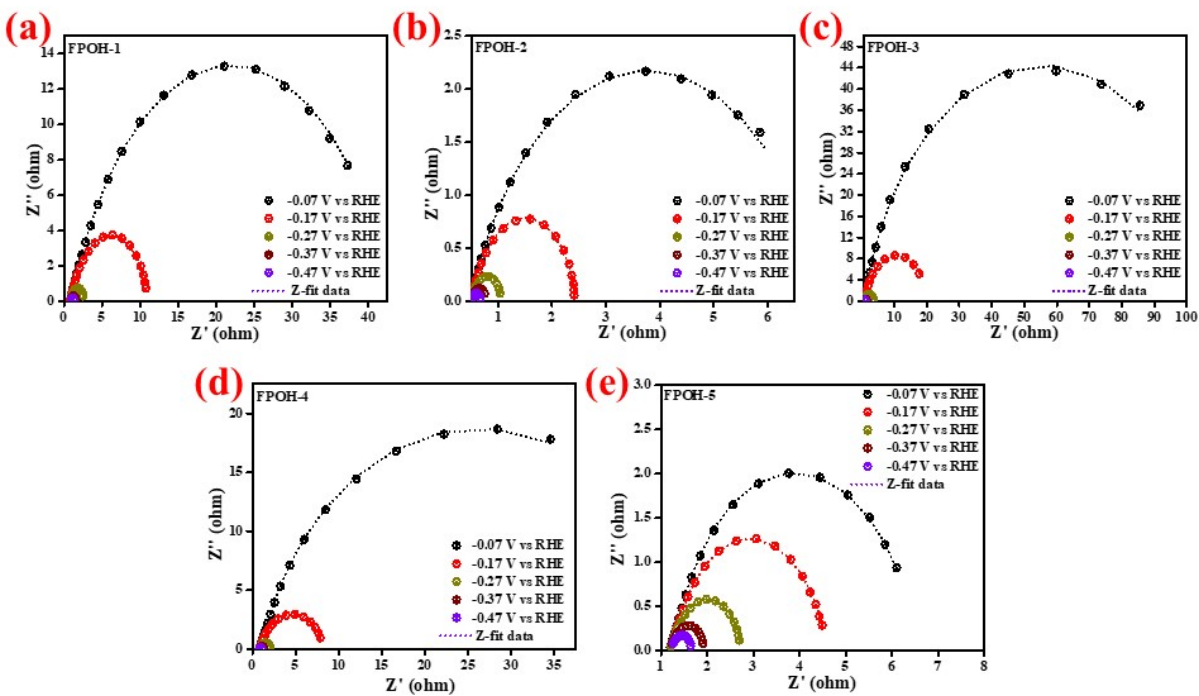 (a)
FPOH-1
14
12
10
8
6
4
2
0
Z'' (ohm)
-0.07 V vs RHE
-0.17 V vs RHE
-0.27 V vs RHE
-0.37 V vs RHE
-0.47 V vs RHE
Z-fit data
0 5 10 15 20 25 30 35 40
Z' (ohm)
(b)
FPOH-2
2.5
2.0
1.5
1.0
0.5
0.0
Z'' (ohm)
-0.07 V vs RHE
-0.17 V vs RHE
-0.27 V vs RHE
-0.37 V vs RHE
-0.47 V vs RHE
Z-fit data
1 2 3 4 5 6
Z' (ohm)
(c)
FPOH-3
48
44
40
36
32
28
24
20
16
12
8
4
0
Z'' (ohm)
-0.07 V vs RHE
-0.17 V vs RHE
-0.27 V vs RHE
-0.37 V vs RHE
-0.47 V vs RHE
Z-fit data
10 20 30 40 50 60 70 80 90 100
Z' (ohm)
(d)
FPOH-4
20
15
10
5
0
Z'' (ohm)
-0.07 V vs RHE
-0.17 V vs RHE
-0.27 V vs RHE
-0.37 V vs RHE
-0.47 V vs RHE
Z-fit data
0 5 10 15 20 25 30 35
Z' (ohm)
(e)
FPOH-5
3.0
2.5
2.0
1.5
1.0
0.5
0.0
Z'' (ohm)
-0.07 V vs RHE
-0.17 V vs RHE
-0.27 V vs RHE
-0.37 V vs RHE
-0.47 V vs RHE
Z-fit data
1 2 3 4 5 6 7 8
Z' (ohm)